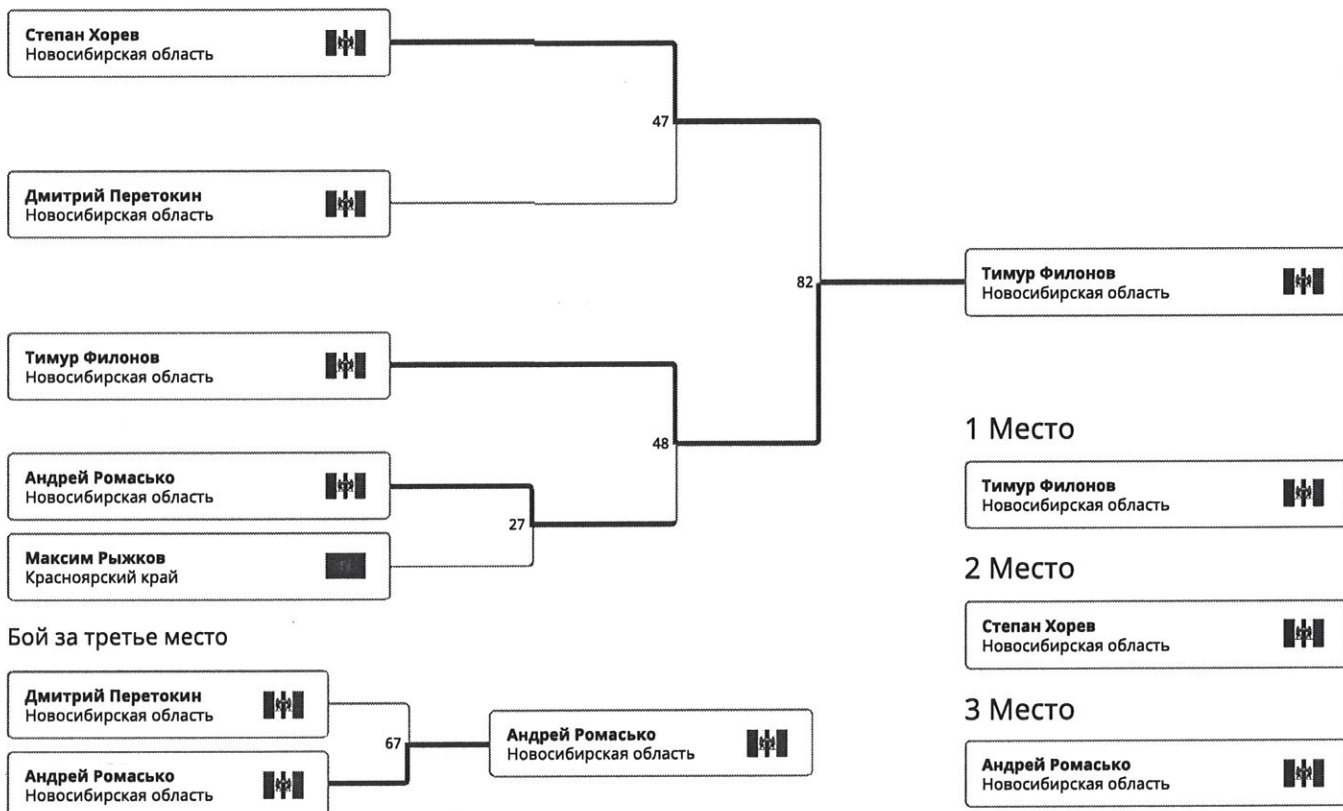 Степан Хорев
Новосибирская область
47
Дмитрий Перетокин
Новосибирская область
82
Тимур Филонов
Новосибирская область
Тимур Филонов
Новосибирская область
48
1 Место
Андрей Ромасько
Новосибирская область
Тимур Филонов
Новосибирская область
27
Максим Рыжков
Красноярский край
2 Место
Степан Хорев
Новосибирская область
Бой за третье место
Дмитрий Перетокин
Новосибирская область
67
Андрей Ромасько
Новосибирская область
Андрей Ромасько
Новосибирская область
3 Место
Андрей Ромасько
Новосибирская область